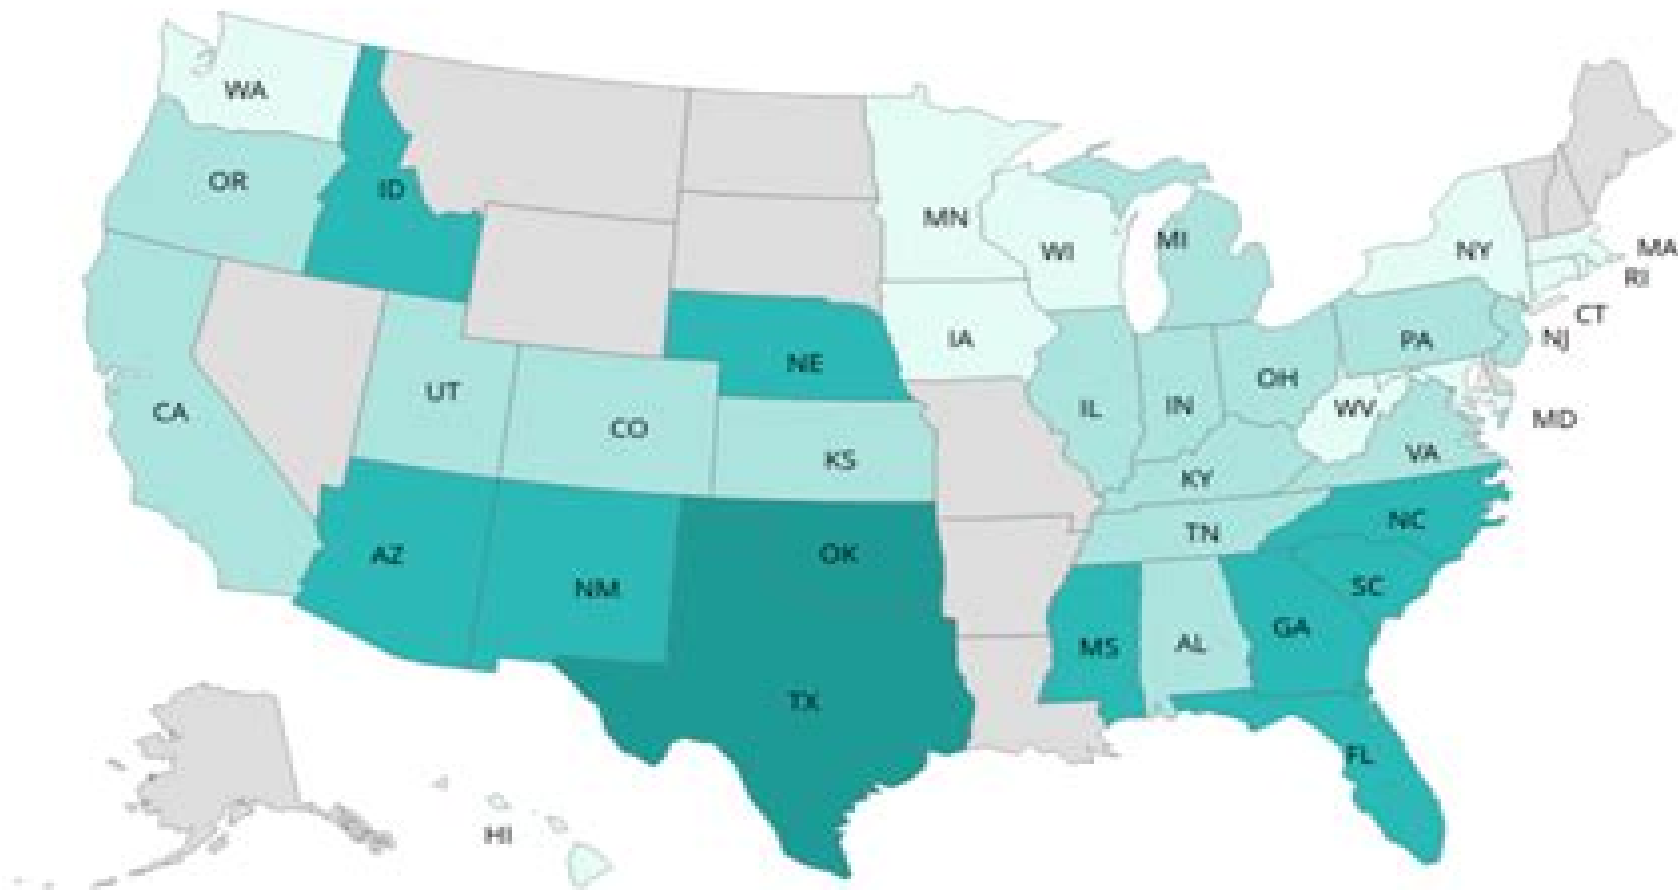 WA
OR
ID
MN
WI
MI
NY
MA
RI
CT
NJ
PA
IA
NE
OH
IL
IN
WV
MD
VA
KY
UT
CO
KS
CA
TN
NC
SC
AZ
NM
OK
MS
AL
GA
TX
FL
HI